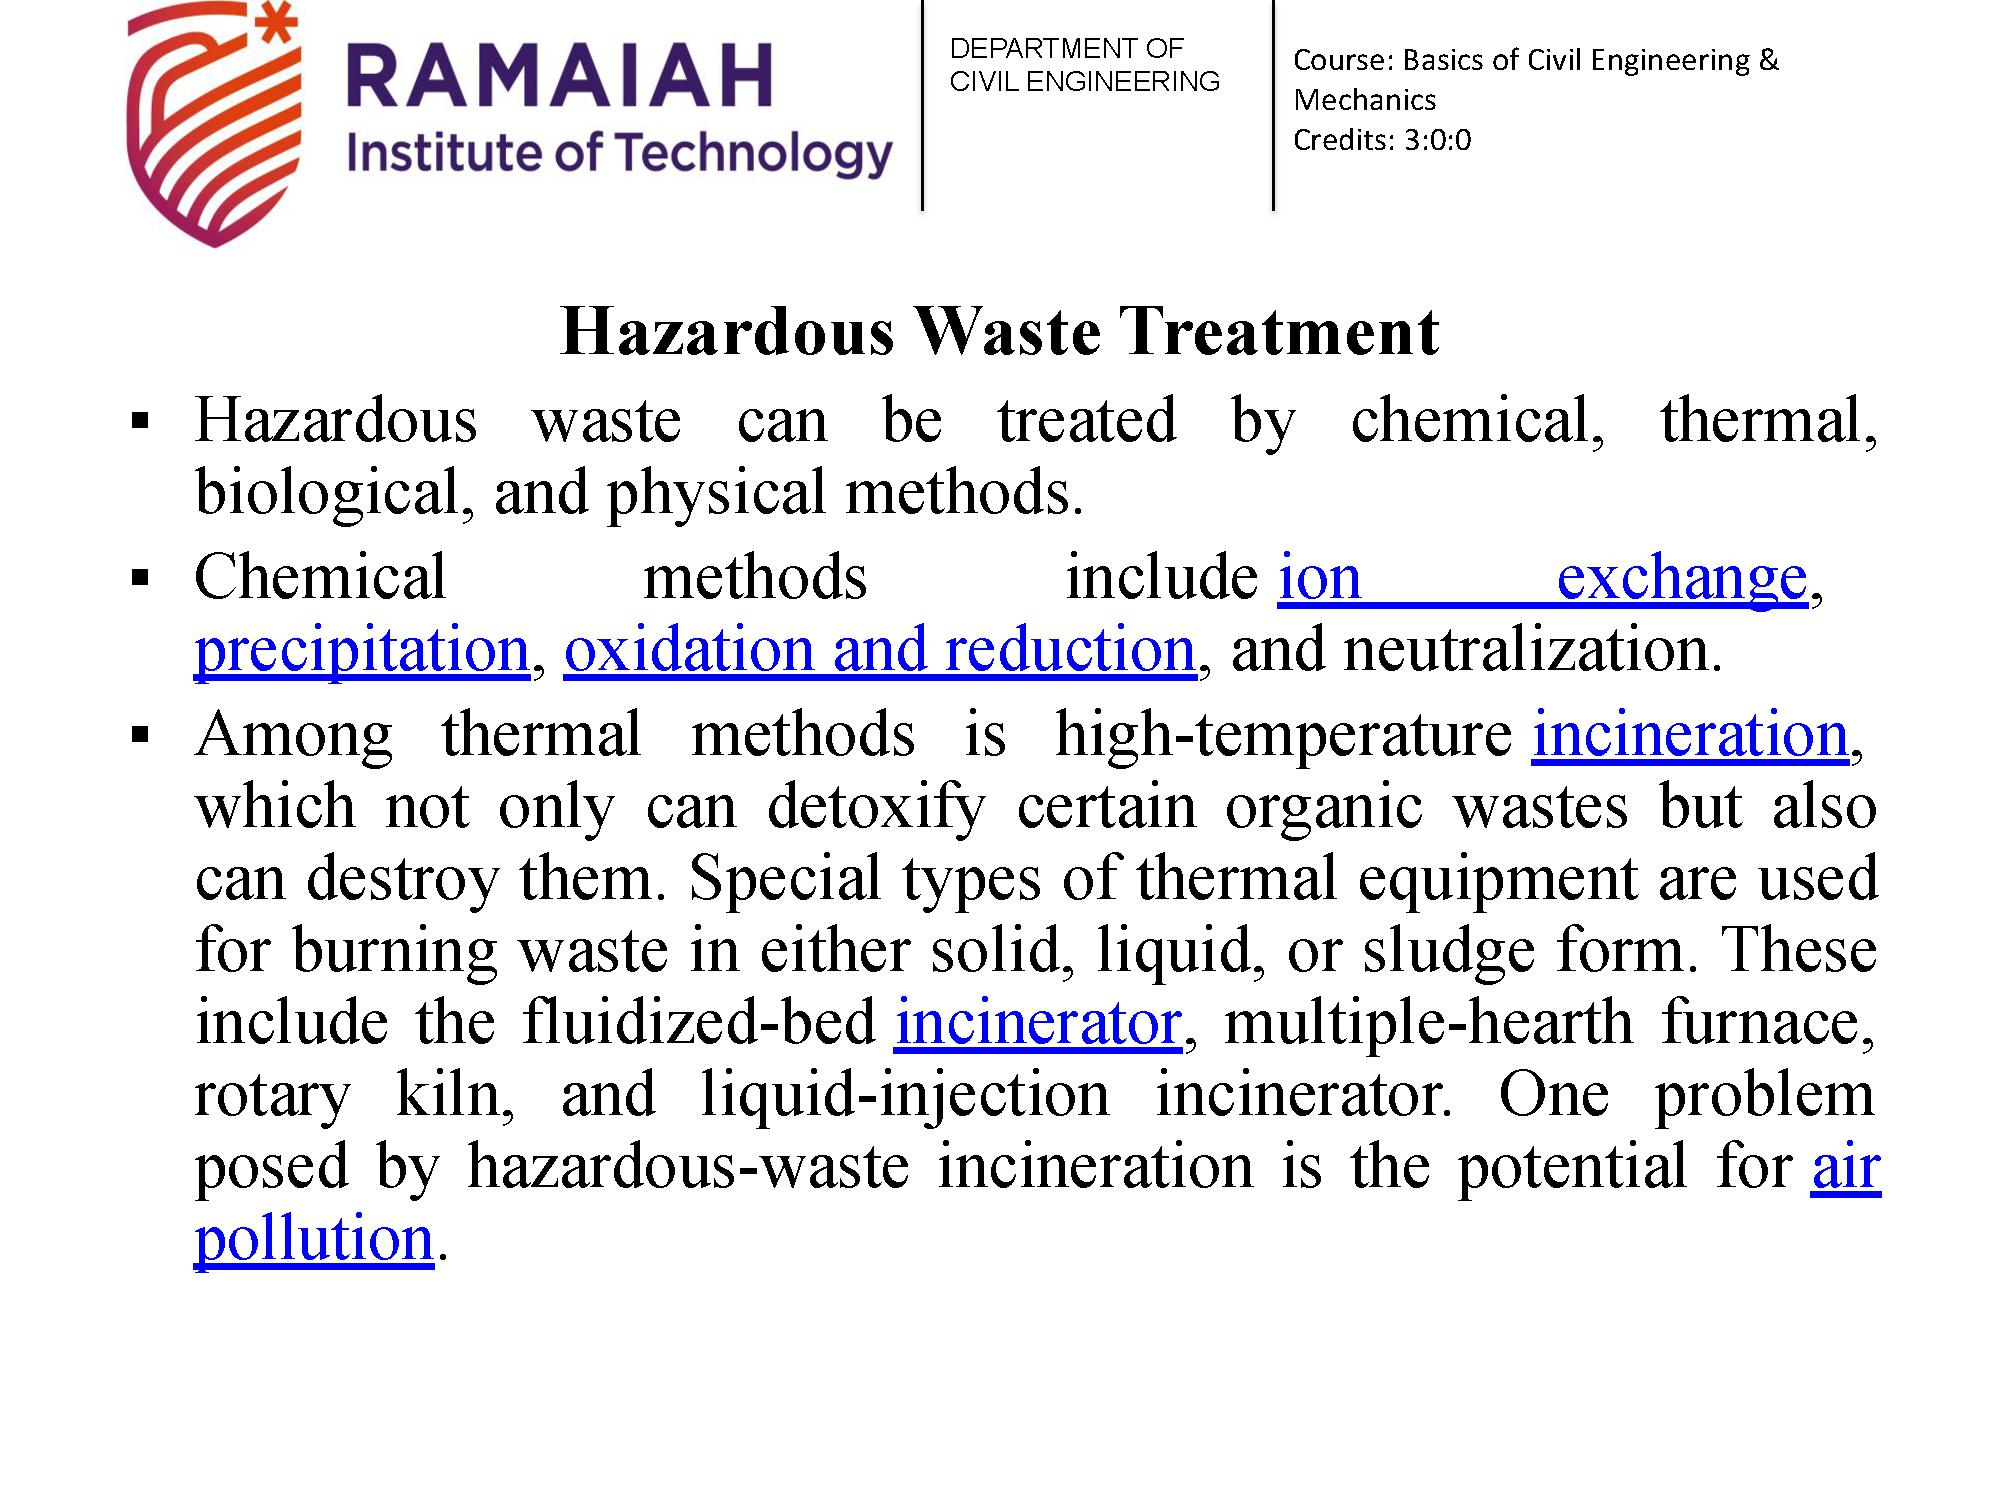 RAMAIAH
Institute of Technology
DEPARTMENT OF
CIVIL ENGINEERING
Course: Basics of Civil Engineering &
Mechanics
Credits: 3:0:0
Hazardous Waste Treatment
▪ Hazardous waste can be treated by chemical, thermal,
biological, and physical methods.
▪ Chemical methods include ion exchange,
precipitation, oxidation and reduction, and neutralization.
▪ Among thermal methods is high-temperature incineration,
which not only can detoxify certain organic wastes but also
can destroy them. Special types of thermal equipment are used
for burning waste in either solid, liquid, or sludge form. These
include the fluidized-bed incinerator, multiple-hearth furnace,
rotary kiln, and liquid-injection incinerator. One problem
posed by hazardous-waste incineration is the potential for air
pollution.